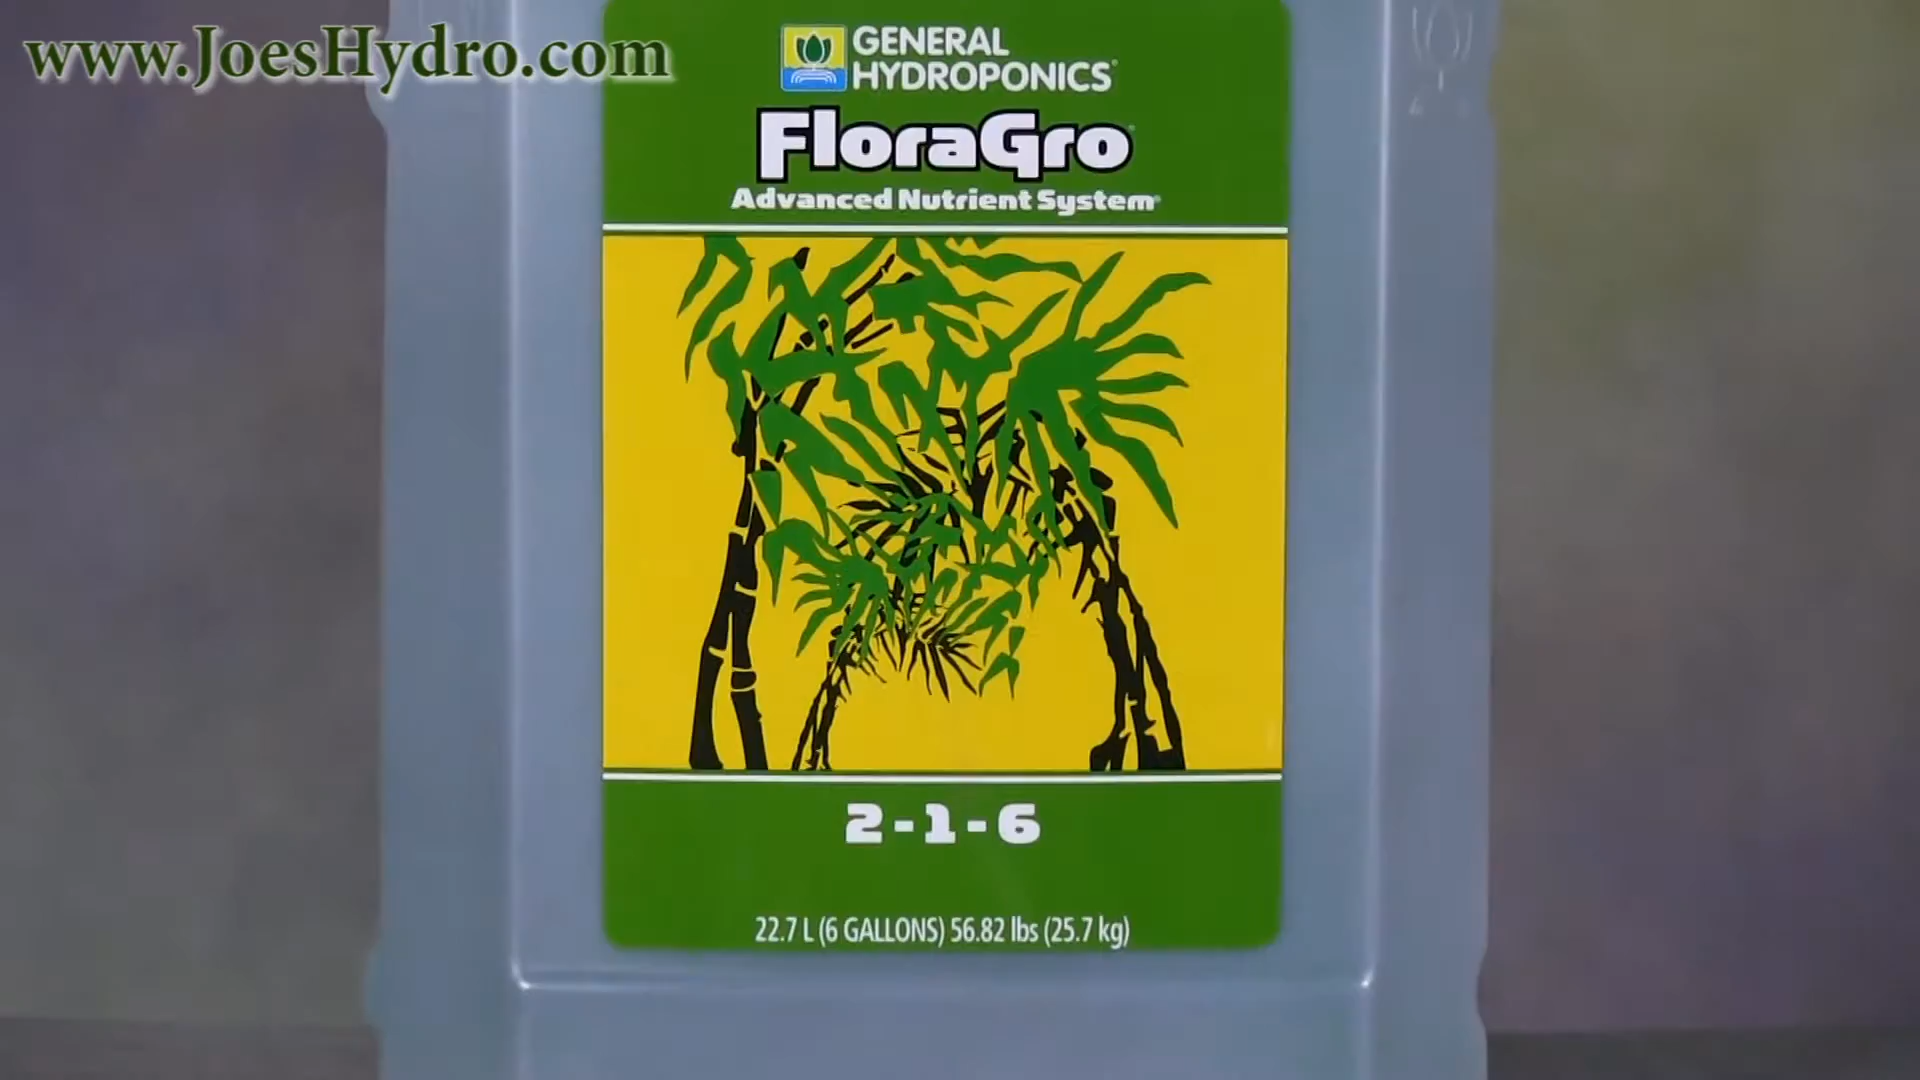 www.JoesHydro.com
GENERAL
HYDROPONICS®
FloraGro™
Advanced Nutrient System®
2-1-6
22.7 L (6 GALLONS) 56.82 lbs (25.7 kg)